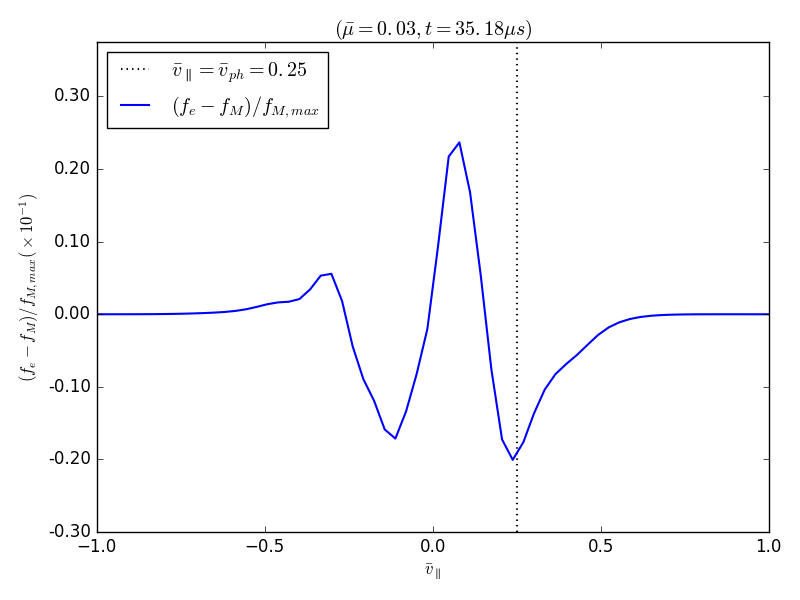 (μ̄ = 0.03, t = 35.18μs)
v̄∥ = v̄ph = 0.25
(fe − fM)/fM,max
0.30
0.20
0.10
0.00
-0.10
-0.20
-0.30
(fe − fM)/fM,max(×10⁻¹)
−1.0 −0.5 0.0 0.5 1.0
v̄∥